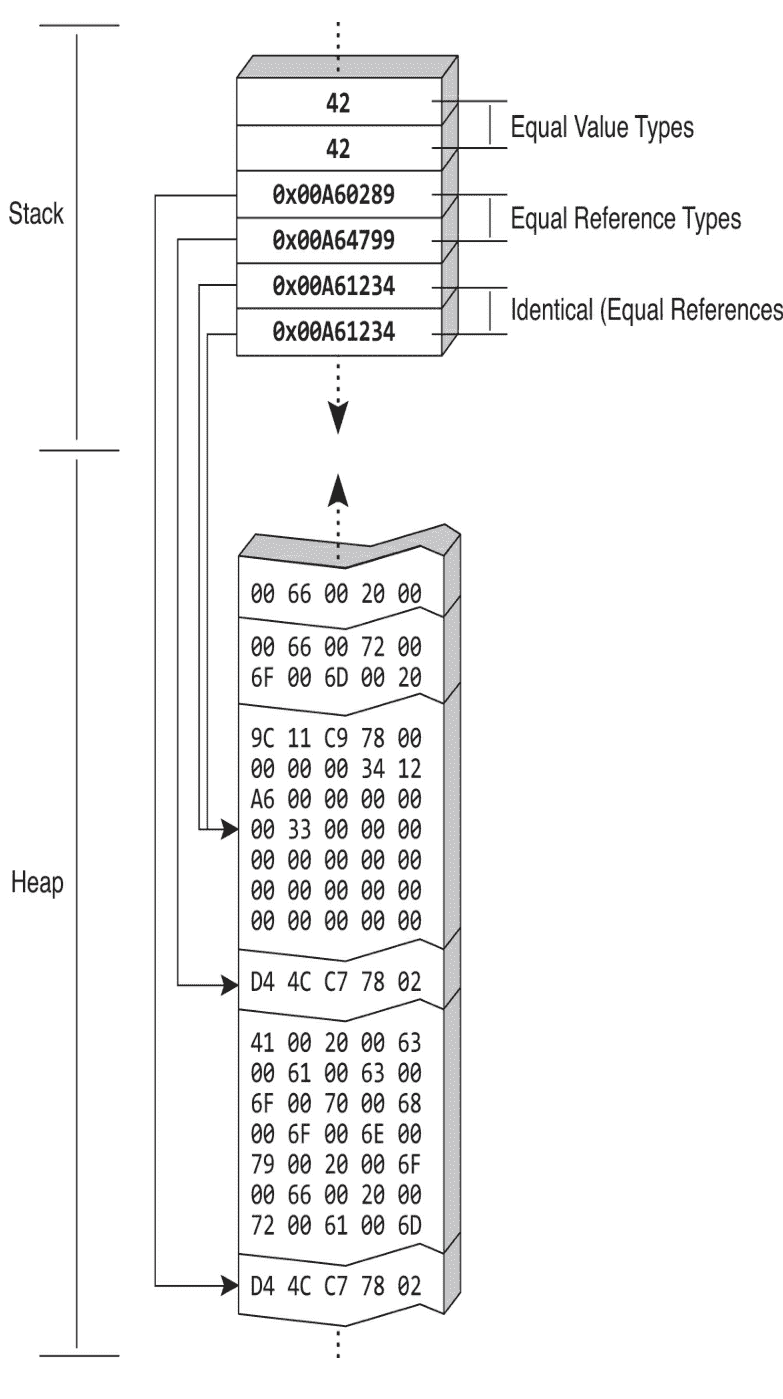 42
42
Equal Value Types
0x00A60289
0x00A64799
Equal Reference Types
Stack
0x00A61234
0x00A61234
Identical (Equal References
00 66 00 20 00
00 66 00 72 00
6F 00 6D 00 20
9C 11 C9 78 00
00 00 00 34 12
A6 00 00 00 00
00 33 00 00 00
00 00 00 00 00
00 00 00 00 00
00 00 00 00 00
Heap
D4 4C C7 78 02
41 00 20 00 63
00 61 00 63 00
6F 00 70 00 68
00 6F 00 6E 00
79 00 20 00 6F
00 66 00 20 00
72 00 61 00 6D
D4 4C C7 78 02